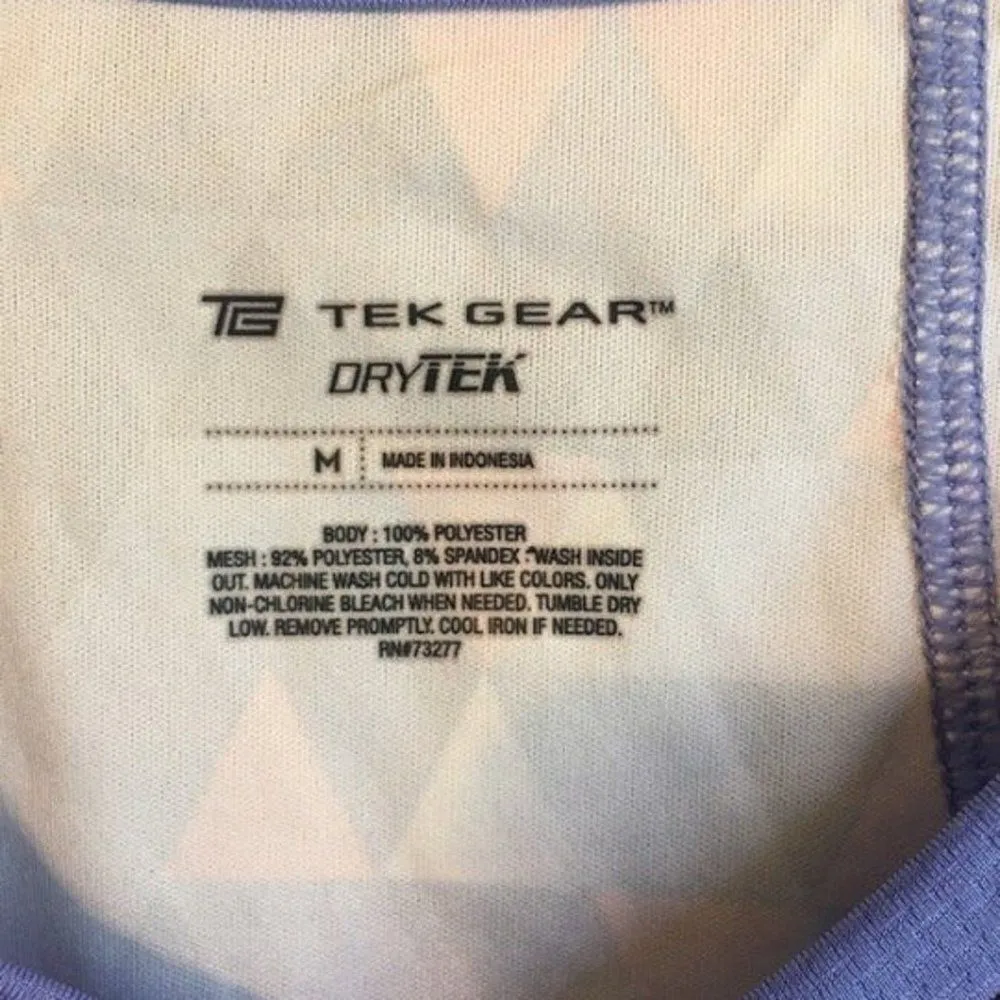 TG TEK GEAR™
DRYTEK
M MADE IN INDONESIA
BODY : 100% POLYESTER
MESH : 92% POLYESTER, 8% SPANDEX :*WASH INSIDE
OUT. MACHINE WASH COLD WITH LIKE COLORS. ONLY
NON-CHLORINE BLEACH WHEN NEEDED. TUMBLE DRY
LOW. REMOVE PROMPTLY. COOL IRON IF NEEDED.
RN#73277